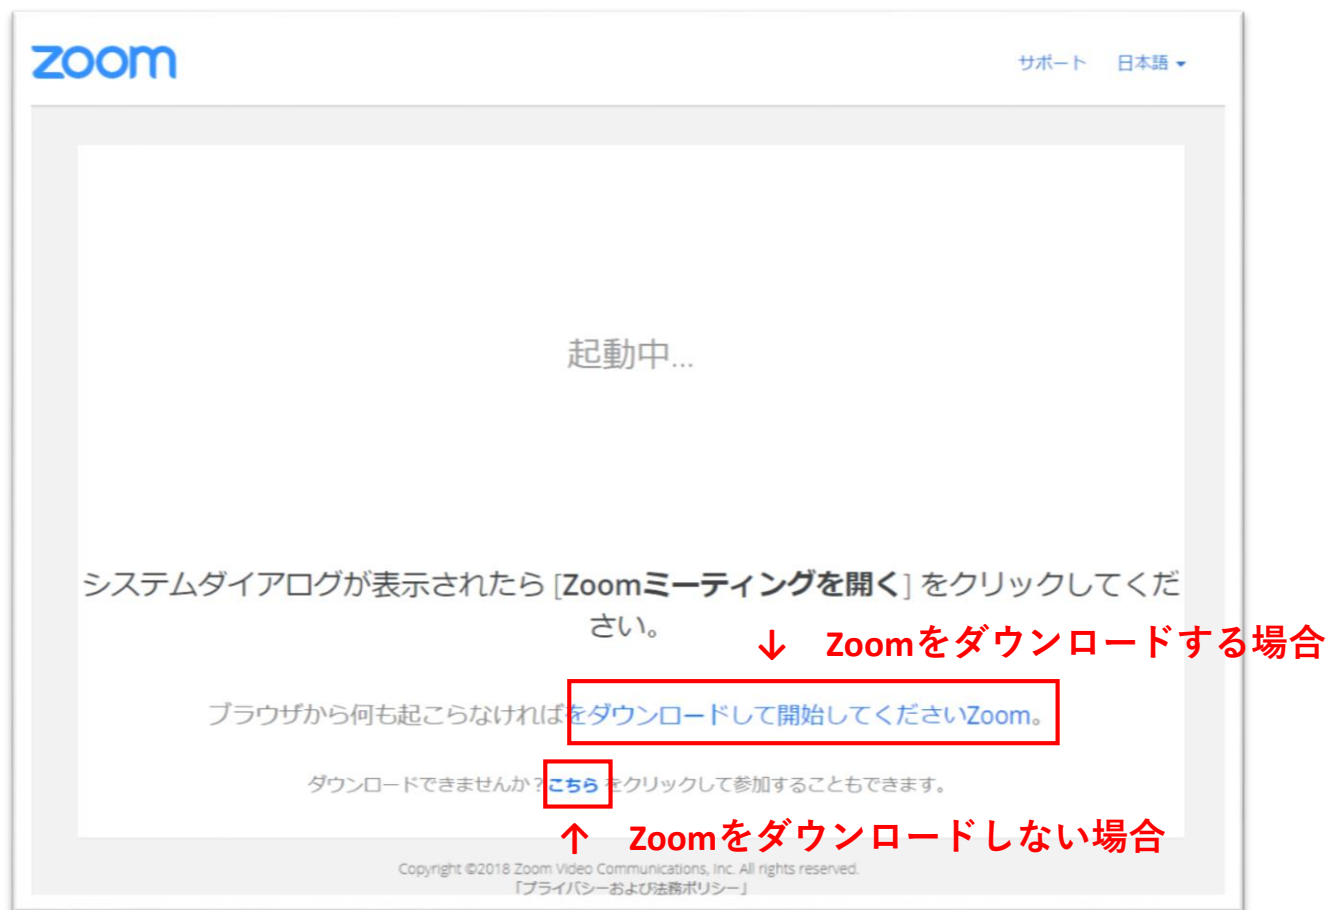 zoom
サポート 日本語
起動中...
システムダイアログが表示されたら [Zoomミーティングを開く] をクリックしてくだ
さい。
↓ Zoomをダウンロードする場合
ブラウザから何も起こらなければをダウンロードして開始してくださいZoom。
ダウンロードできませんか?こちら をクリックして参加することもできます。
↑ Zoomをダウンロードしない場合
Copyright ©2018 Zoom Video Communications, Inc. All rights reserved.
「プライバシーおよび法務ポリシー」